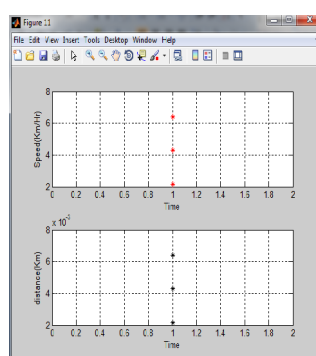 Figure 11
File Edit View Insert Tools Desktop Window Help
8
6
4
2
Speed(Km/Hr)
0 0.2 0.4 0.6 0.8 1 1.2 1.4 1.6 1.8 2
Time
x 10^-3
8
6
4
2
distance(Km)
0 0.2 0.4 0.6 0.8 1 1.2 1.4 1.6 1.8 2
Time